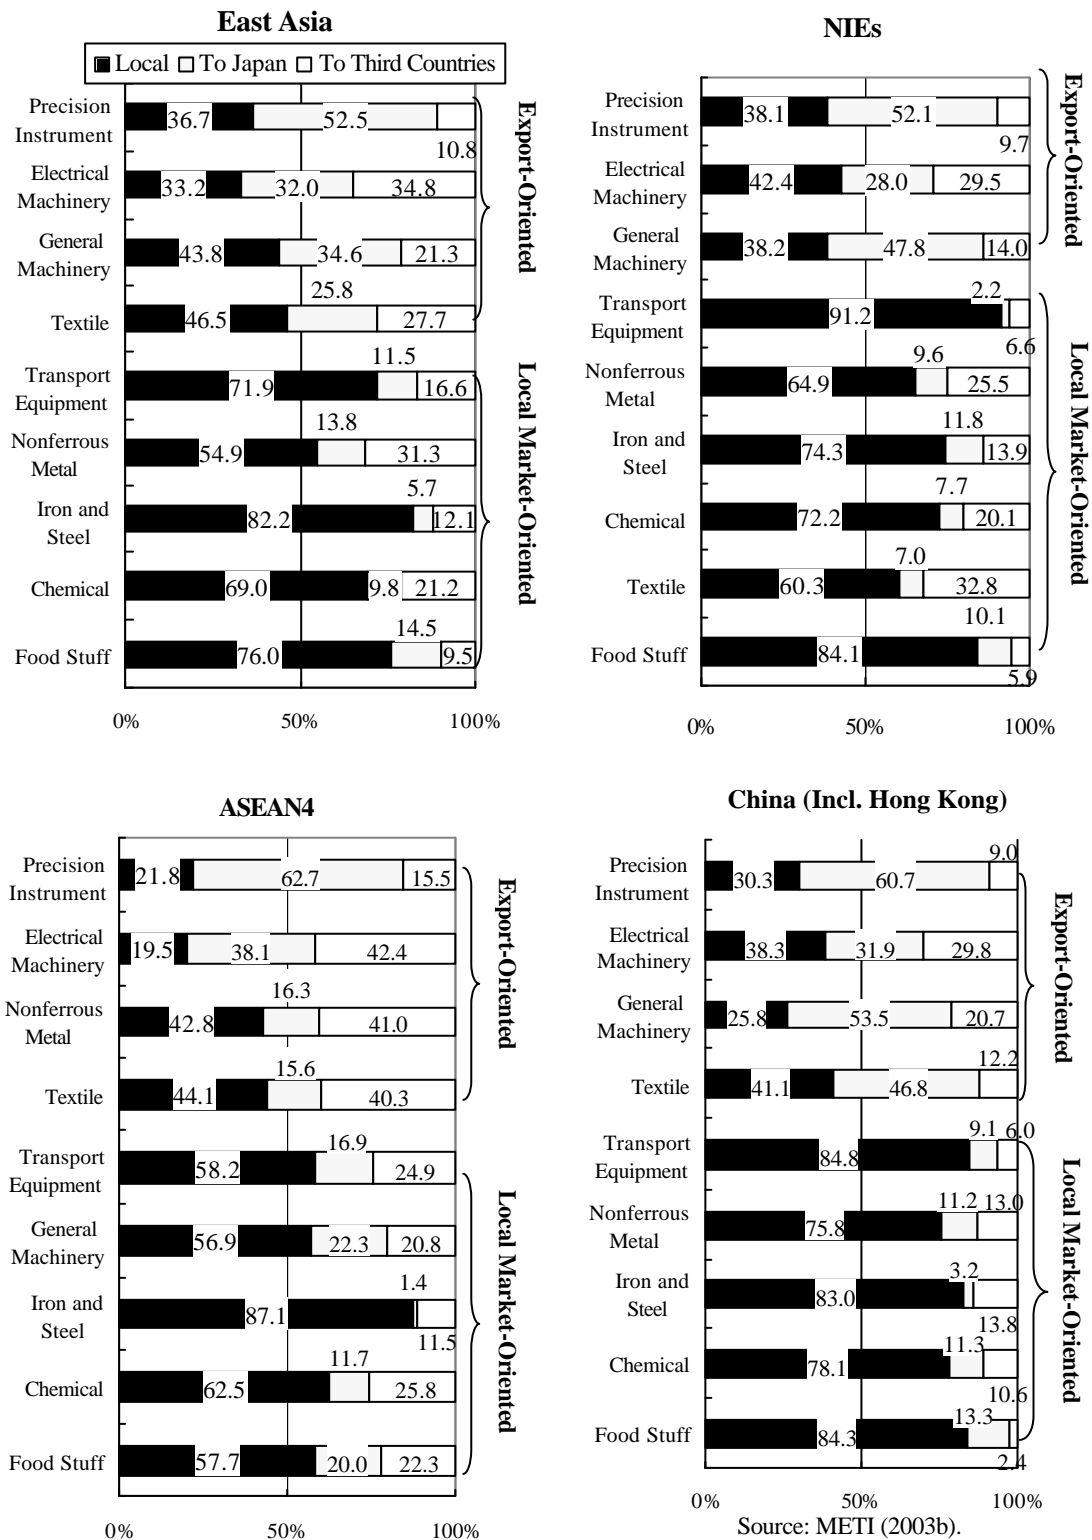 East Asia
Local To Japan To Third Countries
Precision
Instrument
36.7 52.5
10.8
Electrical
Machinery
33.2 32.0 34.8
General
Machinery
43.8 34.6 21.3
25.8
Textile
46.5 27.7
11.5
Transport
Equipment
71.9 16.6
13.8
Nonferrous
Metal
54.9 31.3
5.7
Iron and
Steel
82.2 12.1
Chemical
69.0 9.8 21.2
14.5
Food Stuff
76.0 9.5
0% 50% 100%
Export-Oriented
Local Market-Oriented
NIEs
Precision
Instrument
38.1 52.1
9.7
Electrical
Machinery
42.4 28.0 29.5
General
Machinery
38.2 47.8 14.0
2.2
Transport
Equipment
91.2
6.6
9.6
Nonferrous
Metal
64.9 25.5
11.8
Iron and
Steel
74.3 13.9
7.7
Chemical
72.2 20.1
7.0
Textile
60.3 32.8
10.1
Food Stuff
84.1
5.9
0% 50% 100%
Export-Oriented
Local Market-Oriented
ASEAN4
Precision
Instrument
21.8 62.7 15.5
Electrical
Machinery
19.5 38.1 42.4
16.3
Nonferrous
Metal
42.8 41.0
15.6
Textile
44.1 40.3
16.9
Transport
Equipment
58.2 24.9
General
Machinery
56.9 22.3 20.8
1.4
Iron and
Steel
87.1
11.5
11.7
Chemical
62.5 25.8
Food Stuff
57.7 20.0 22.3
0% 50% 100%
Export-Oriented
Local Market-Oriented
China (Incl. Hong Kong)
9.0
Precision
Instrument
30.3 60.7
Electrical
Machinery
38.3 31.9 29.8
General
Machinery
25.8 53.5 20.7
12.2
Textile
41.1 46.8
9.1 6.0
Transport
Equipment
84.8
11.2 13.0
Nonferrous
Metal
75.8
3.2
Iron and
Steel
83.0
13.8
11.3
Chemical
78.1
10.6
13.3
Food Stuff
84.3
2.4
0% 50% 100%
Export-Oriented
Local Market-Oriented
Source: METI (2003b).